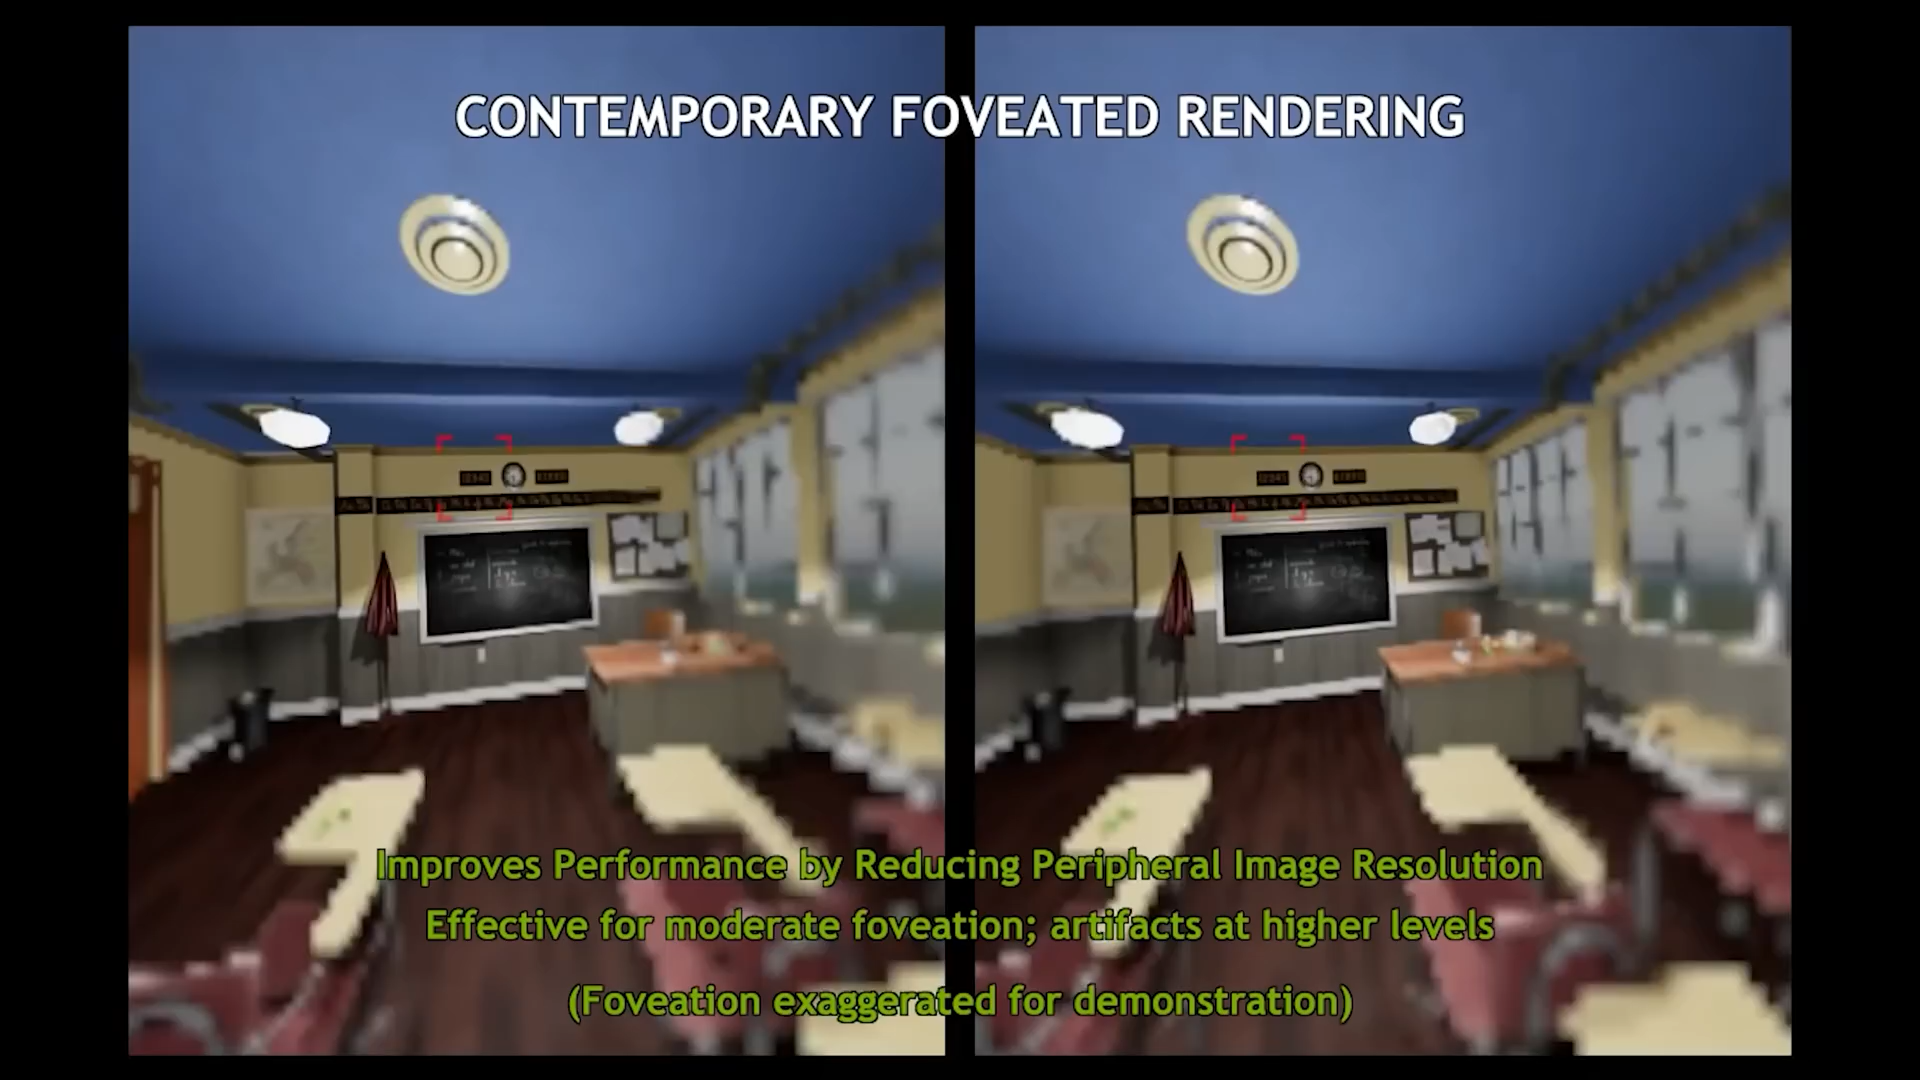 CONTEMPORARY FOVEATED RENDERING
Improves Performance by Reducing Peripheral Image Resolution
Effective for moderate foveation; artifacts at higher levels
(Foveation exaggerated for demonstration)